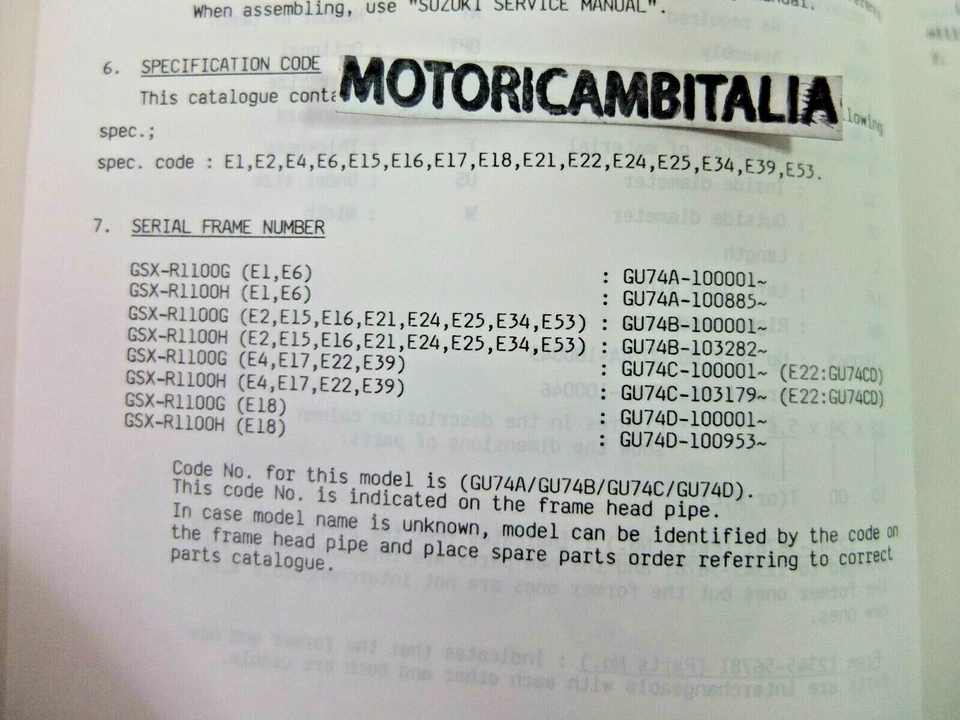 When assembling, use "SUZUKI SERVICE MANUAL".
6. SPECIFICATION CODE
MOTORICAMBITALIA
This catalogue
spec.;
spec. code : E1,E2,E4,E6,E15,E16,E17,E18,E21,E22,E24,E25,E34,E39,E53.
7. SERIAL FRAME NUMBER
GSX-R1100G (E1,E6) : GU74A-100001~
GSX-R1100H (E1,E6) : GU74A-100885~
GSX-R1100G (E2,E15,E16,E21,E24,E25,E34,E53) : GU74B-100001~
GSX-R1100H (E2,E15,E16,E21,E24,E25,E34,E53) : GU74B-103282~
GSX-R1100G (E4,E17,E22,E39) : GU74C-100001~ (E22:GU74CD)
GSX-R1100H (E4,E17,E22,E39) : GU74C-103179~ (E22:GU74CD)
GSX-R1100G (E18) : GU74D-100001~
GSX-R1100H (E18) : GU74D-100953~
Code No. for this model is (GU74A/GU74B/GU74C/GU74D).
This code No. is indicated on the frame head pipe.
In case model name is unknown, model can be identified by the code on
the frame head pipe and place spare parts order referring to correct
parts catalogue.